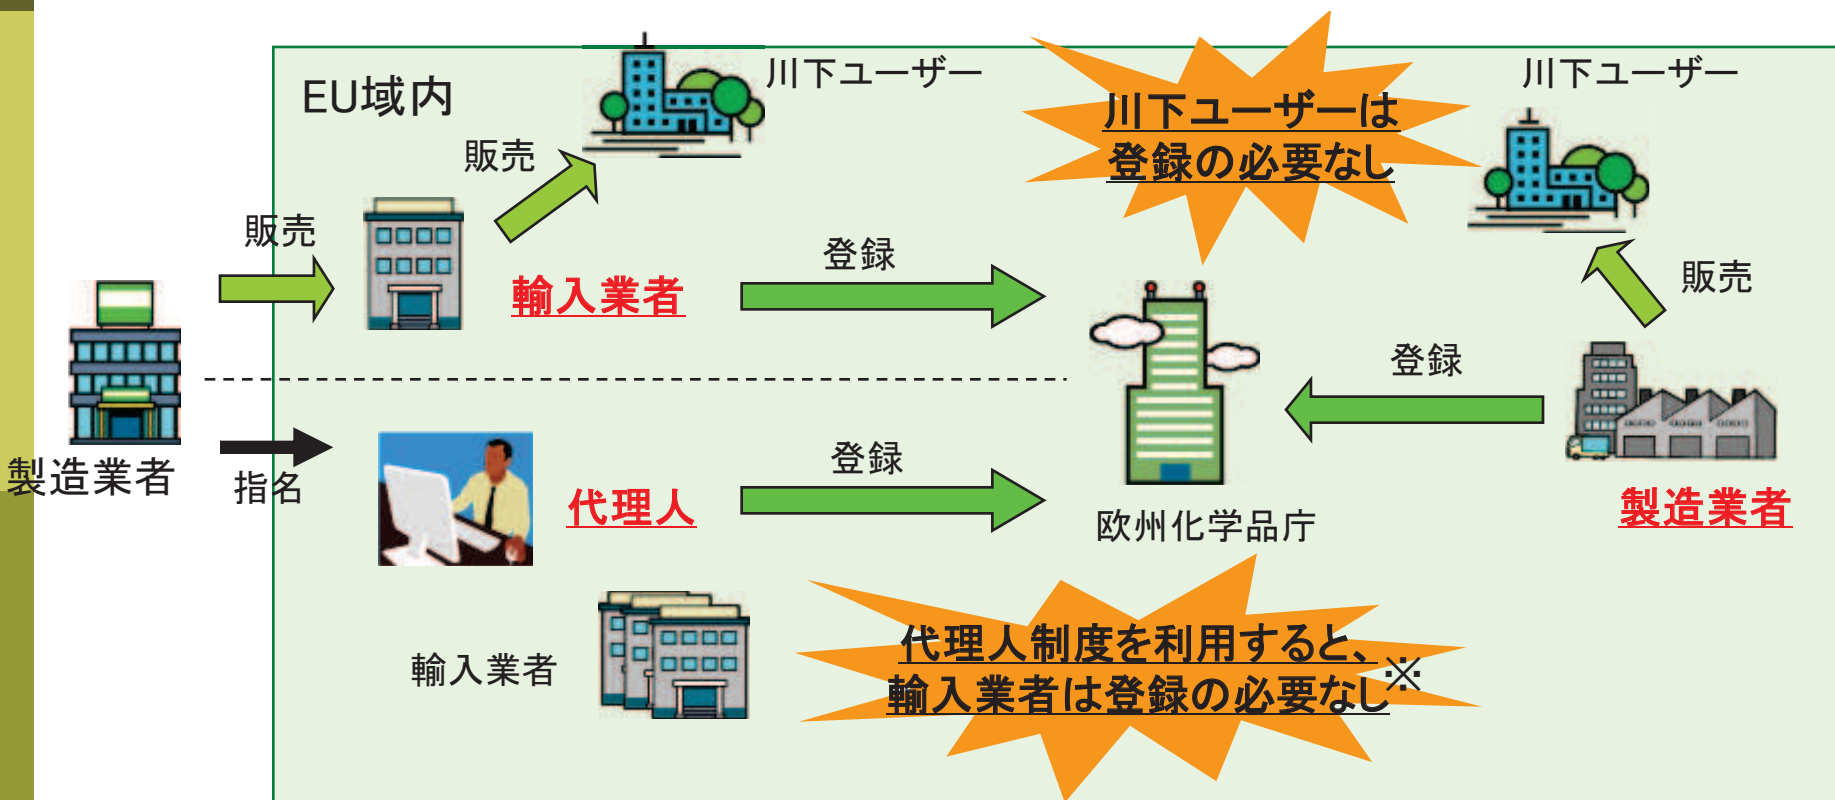 EU域内
川下ユーザー
川下ユーザーは
登録の必要なし
川下ユーザー
販売
販売
登録
輸入業者
販売
登録
製造業者
指名
代理人
登録
欧州化学品庁
製造業者
輸入業者
代理人制度を利用すると、
輸入業者は登録の必要なし※